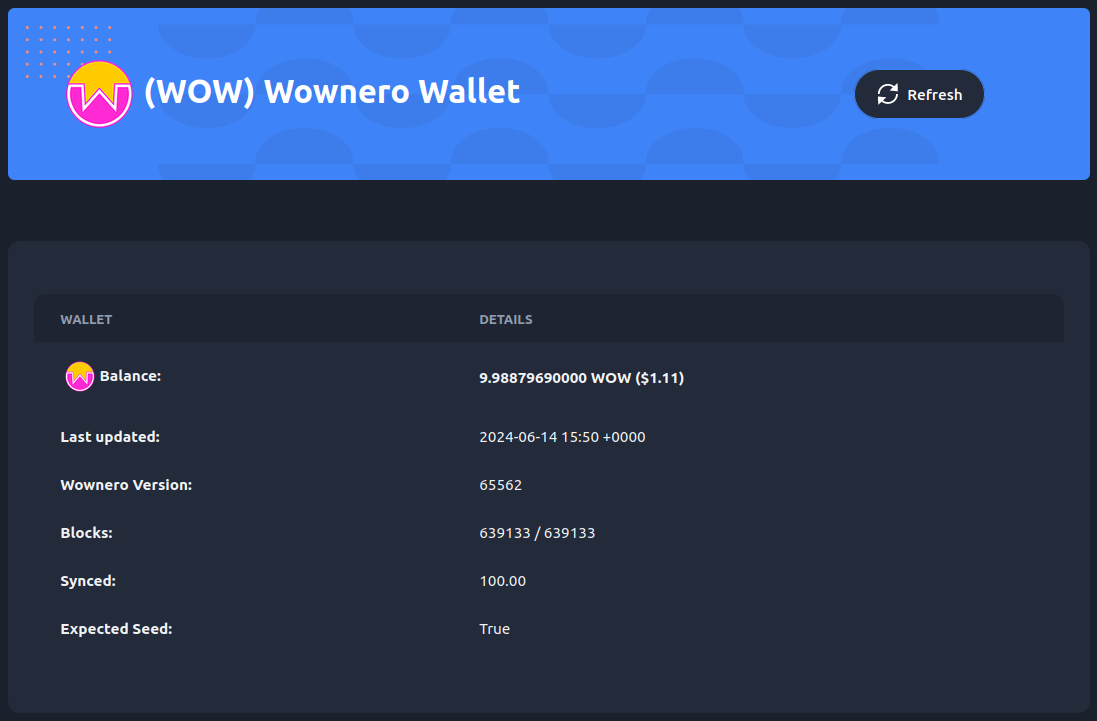 (WOW) Wownero Wallet
Refresh
WALLET DETAILS
Balance: 9.98879690000 WOW ($1.11)
Last updated: 2024-06-14 15:50 +0000
Wownero Version: 65562
Blocks: 639133 / 639133
Synced: 100.00
Expected Seed: True